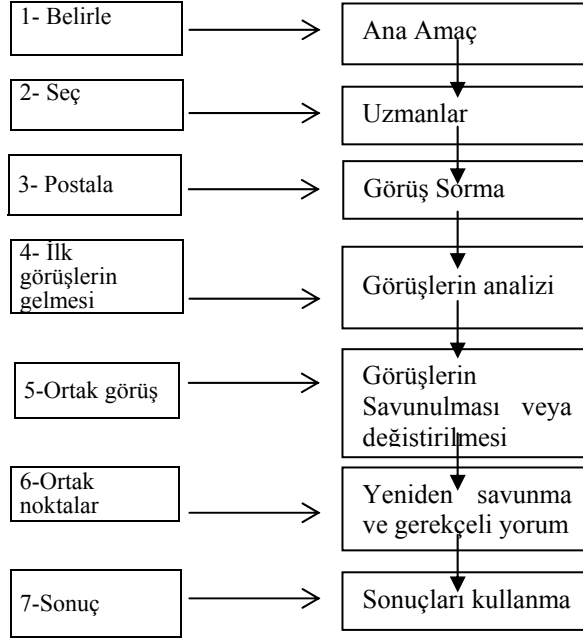 1- Belirle
Ana Amaç
2- Seç
Uzmanlar
3- Postala
Görüş Sorma
4- İlk
görüşlerin
gelmesi
Görüşlerin analizi
5-Ortak görüş
Görüşlerin
Savunulması veya
değiştirilmesi
6-Ortak
noktalar
Yeniden savunma
ve gerekçeli yorum
7-Sonuç
Sonuçları kullanma